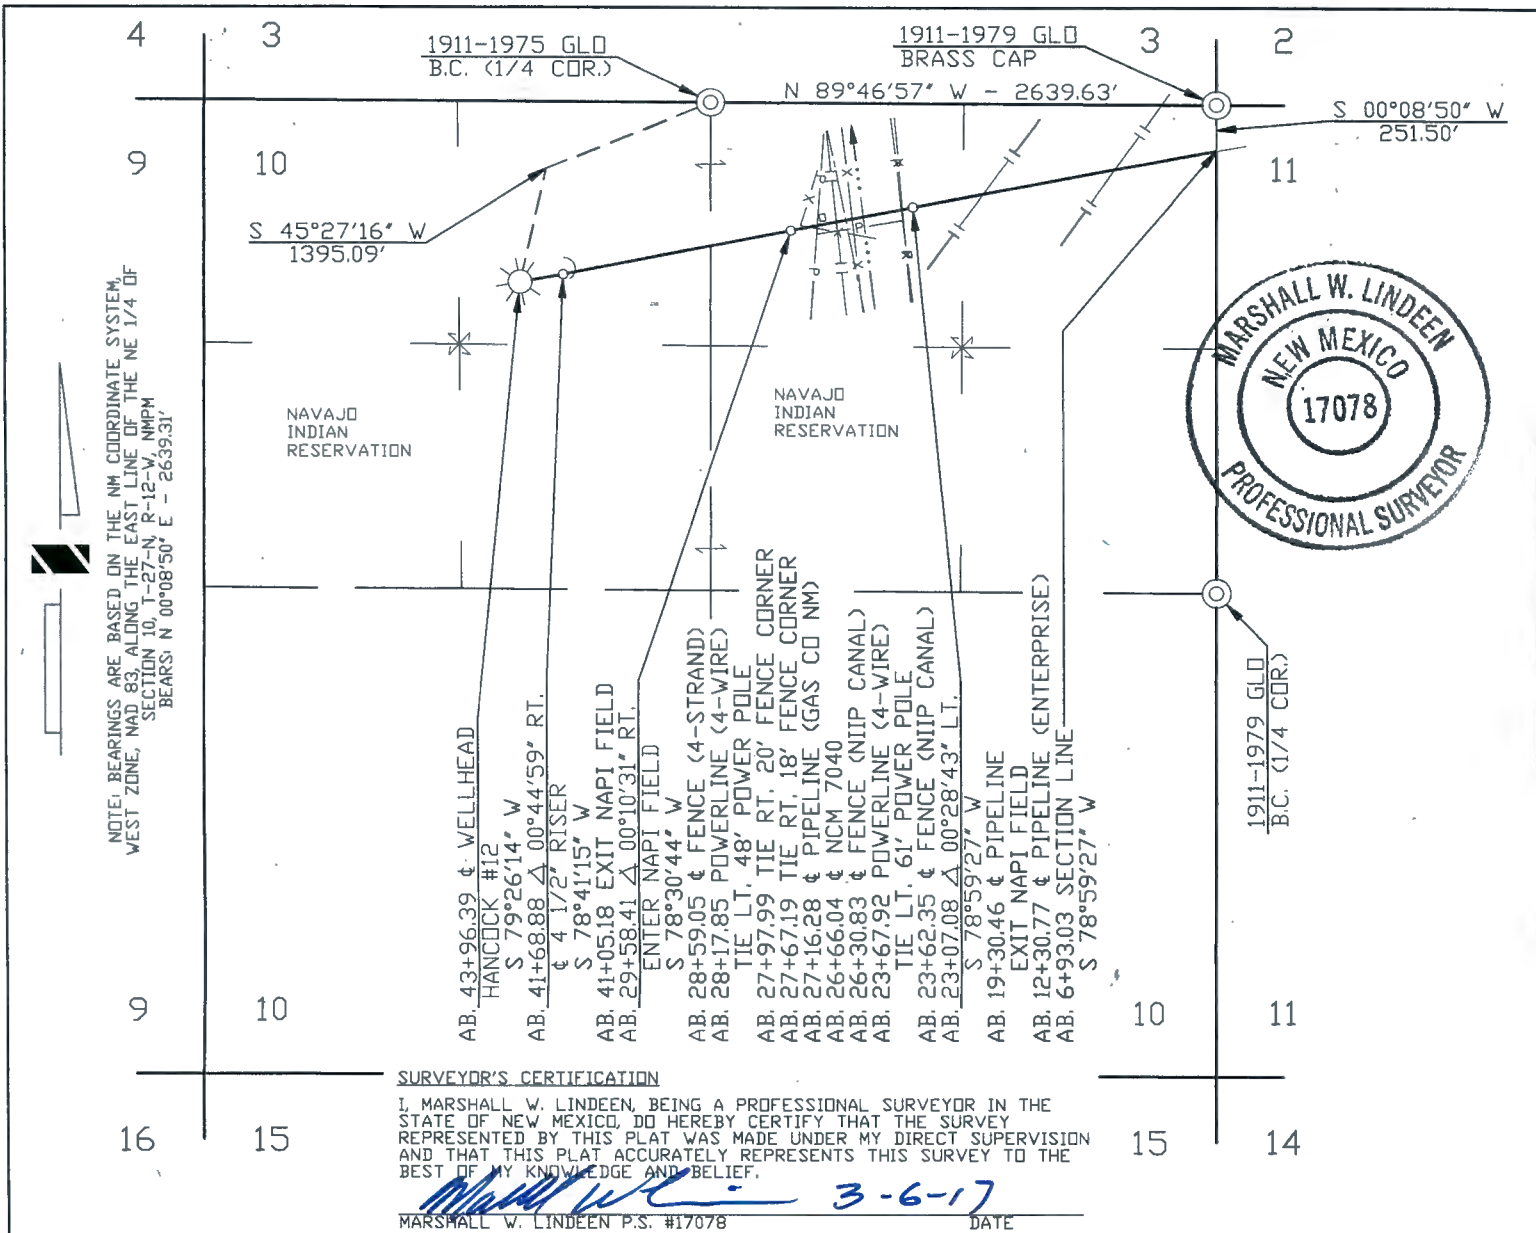 4
3
1911-1975 GLO
B.C. (1/4 COR.)
1911-1979 GLO
BRASS CAP
3
2
N 89°46'57" W - 2639.63'
S 00°08'50" W
251.50'
9
10
11
S 45°27'16" W
1395.09'
NOTE: BEARINGS ARE BASED ON THE NM COORDINATE SYSTEM,
WEST ZONE, NAD 83, ALONG THE EAST LINE OF THE NE 1/4 OF
SECTION 10, T-27-N, R-12-W, NMPM
BEARS: N 00°08'50" E - 2639.31'
NAVAJO
INDIAN
RESERVATION
NAVAJO
INDIAN
RESERVATION
MARSHALL W. LINDEEN
NEW MEXICO
17078
PROFESSIONAL SURVEYOR
AB. 43+96.39 ℄ WELLHEAD
HANCOCK #12
S 79°26'14" W
AB. 41+68.88 △ 00°44'59" RT.
℄ 4 1/2" RISER
S 78°41'15" W
AB. 41+05.18 EXIT NAPI FIELD
AB. 29+58.41 △ 00°10'31" RT.
ENTER NAPI FIELD
S 78°30'44" W
AB. 28+59.05 ℄ FENCE (4-STRAND)
AB. 28+17.85 POWERLINE (4-WIRE)
TIE LT. 48' POWER POLE
AB. 27+97.99 TIE RT. 20' FENCE CORNER
AB. 27+67.19 TIE RT. 18' FENCE CORNER
AB. 27+16.28 ℄ PIPELINE (GAS CO NM)
AB. 26+66.04 ℄ NCM 7040
AB. 26+30.83 ℄ FENCE (NIIP CANAL)
AB. 23+67.92 POWERLINE (4-WIRE)
TIE LT. 61' POWER POLE
AB. 23+62.35 ℄ FENCE (NIIP CANAL)
AB. 23+07.08 △ 00°28'43" LT.
S 78°59'27" W
AB. 19+30.46 ℄ PIPELINE
EXIT NAPI FIELD
AB. 12+30.77 ℄ PIPELINE (ENTERPRISE)
AB. 6+93.03 SECTION LINE
S 78°59'27" W
1911-1979 GLO
B.C. (1/4 COR.)
9
10
10
11
16
15
15
14
SURVEYOR'S CERTIFICATION
I, MARSHALL W. LINDEEN, BEING A PROFESSIONAL SURVEYOR IN THE
STATE OF NEW MEXICO, DO HEREBY CERTIFY THAT THE SURVEY
REPRESENTED BY THIS PLAT WAS MADE UNDER MY DIRECT SUPERVISION
AND THAT THIS PLAT ACCURATELY REPRESENTS THIS SURVEY TO THE
BEST OF MY KNOWLEDGE AND BELIEF.
3-6-17
MARSHALL W. LINDEEN P.S. #17078
DATE